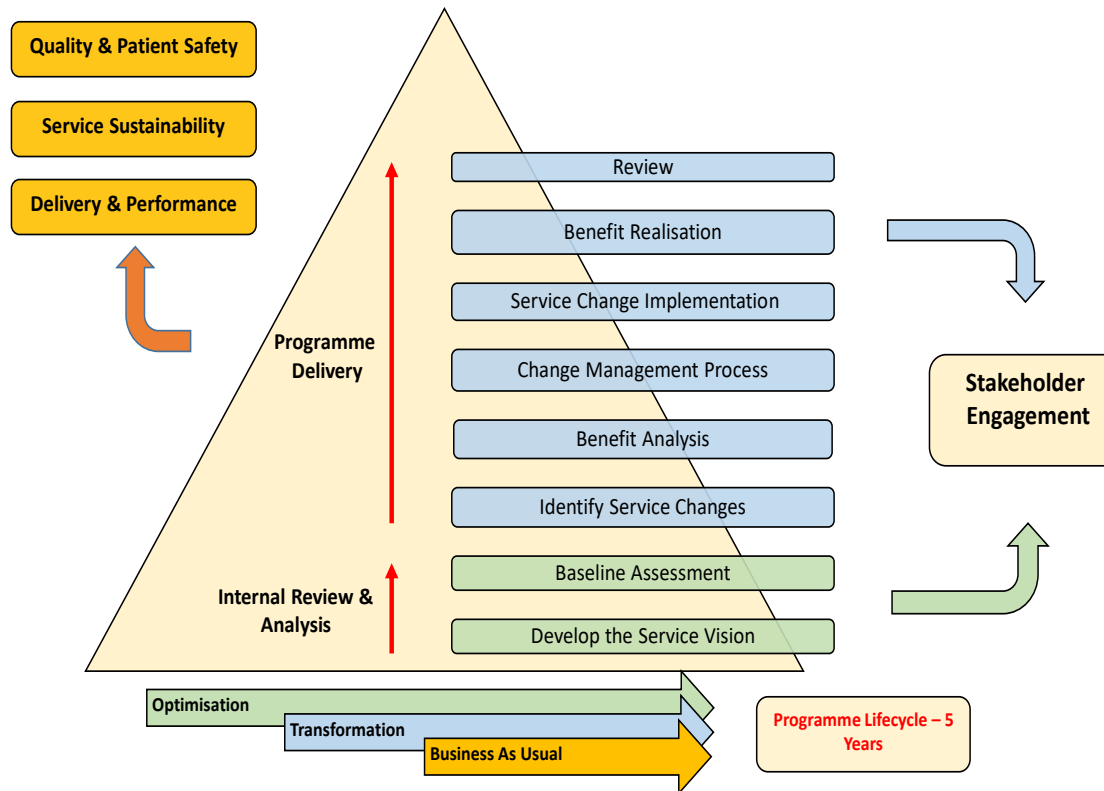 Quality & Patient Safety
Service Sustainability
Delivery & Performance
Review
Benefit Realisation
Service Change Implementation
Programme
Delivery
Change Management Process
Stakeholder
Engagement
Benefit Analysis
Identify Service Changes
Baseline Assessment
Internal Review &
Analysis
Develop the Service Vision
Optimisation
Transformation
Business As Usual
Programme Lifecycle – 5
Years